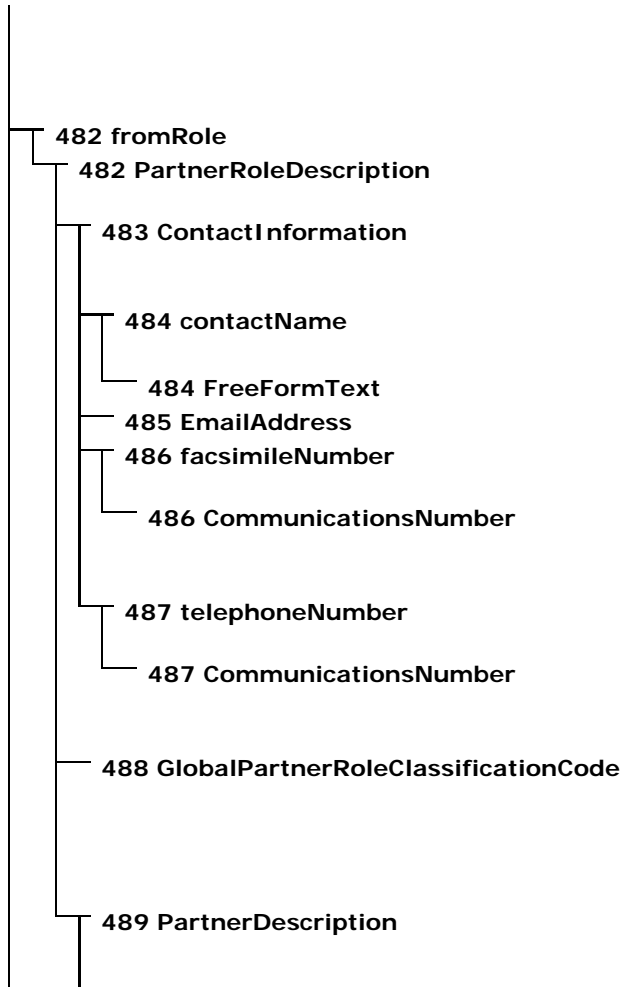 482 fromRole
482 PartnerRoleDescription
483 ContactInformation
484 contactName
484 FreeFormText
485 EmailAddress
486 facsimileNumber
486 CommunicationsNumber
487 telephoneNumber
487 CommunicationsNumber
488 GlobalPartnerRoleClassificationCode
489 PartnerDescription